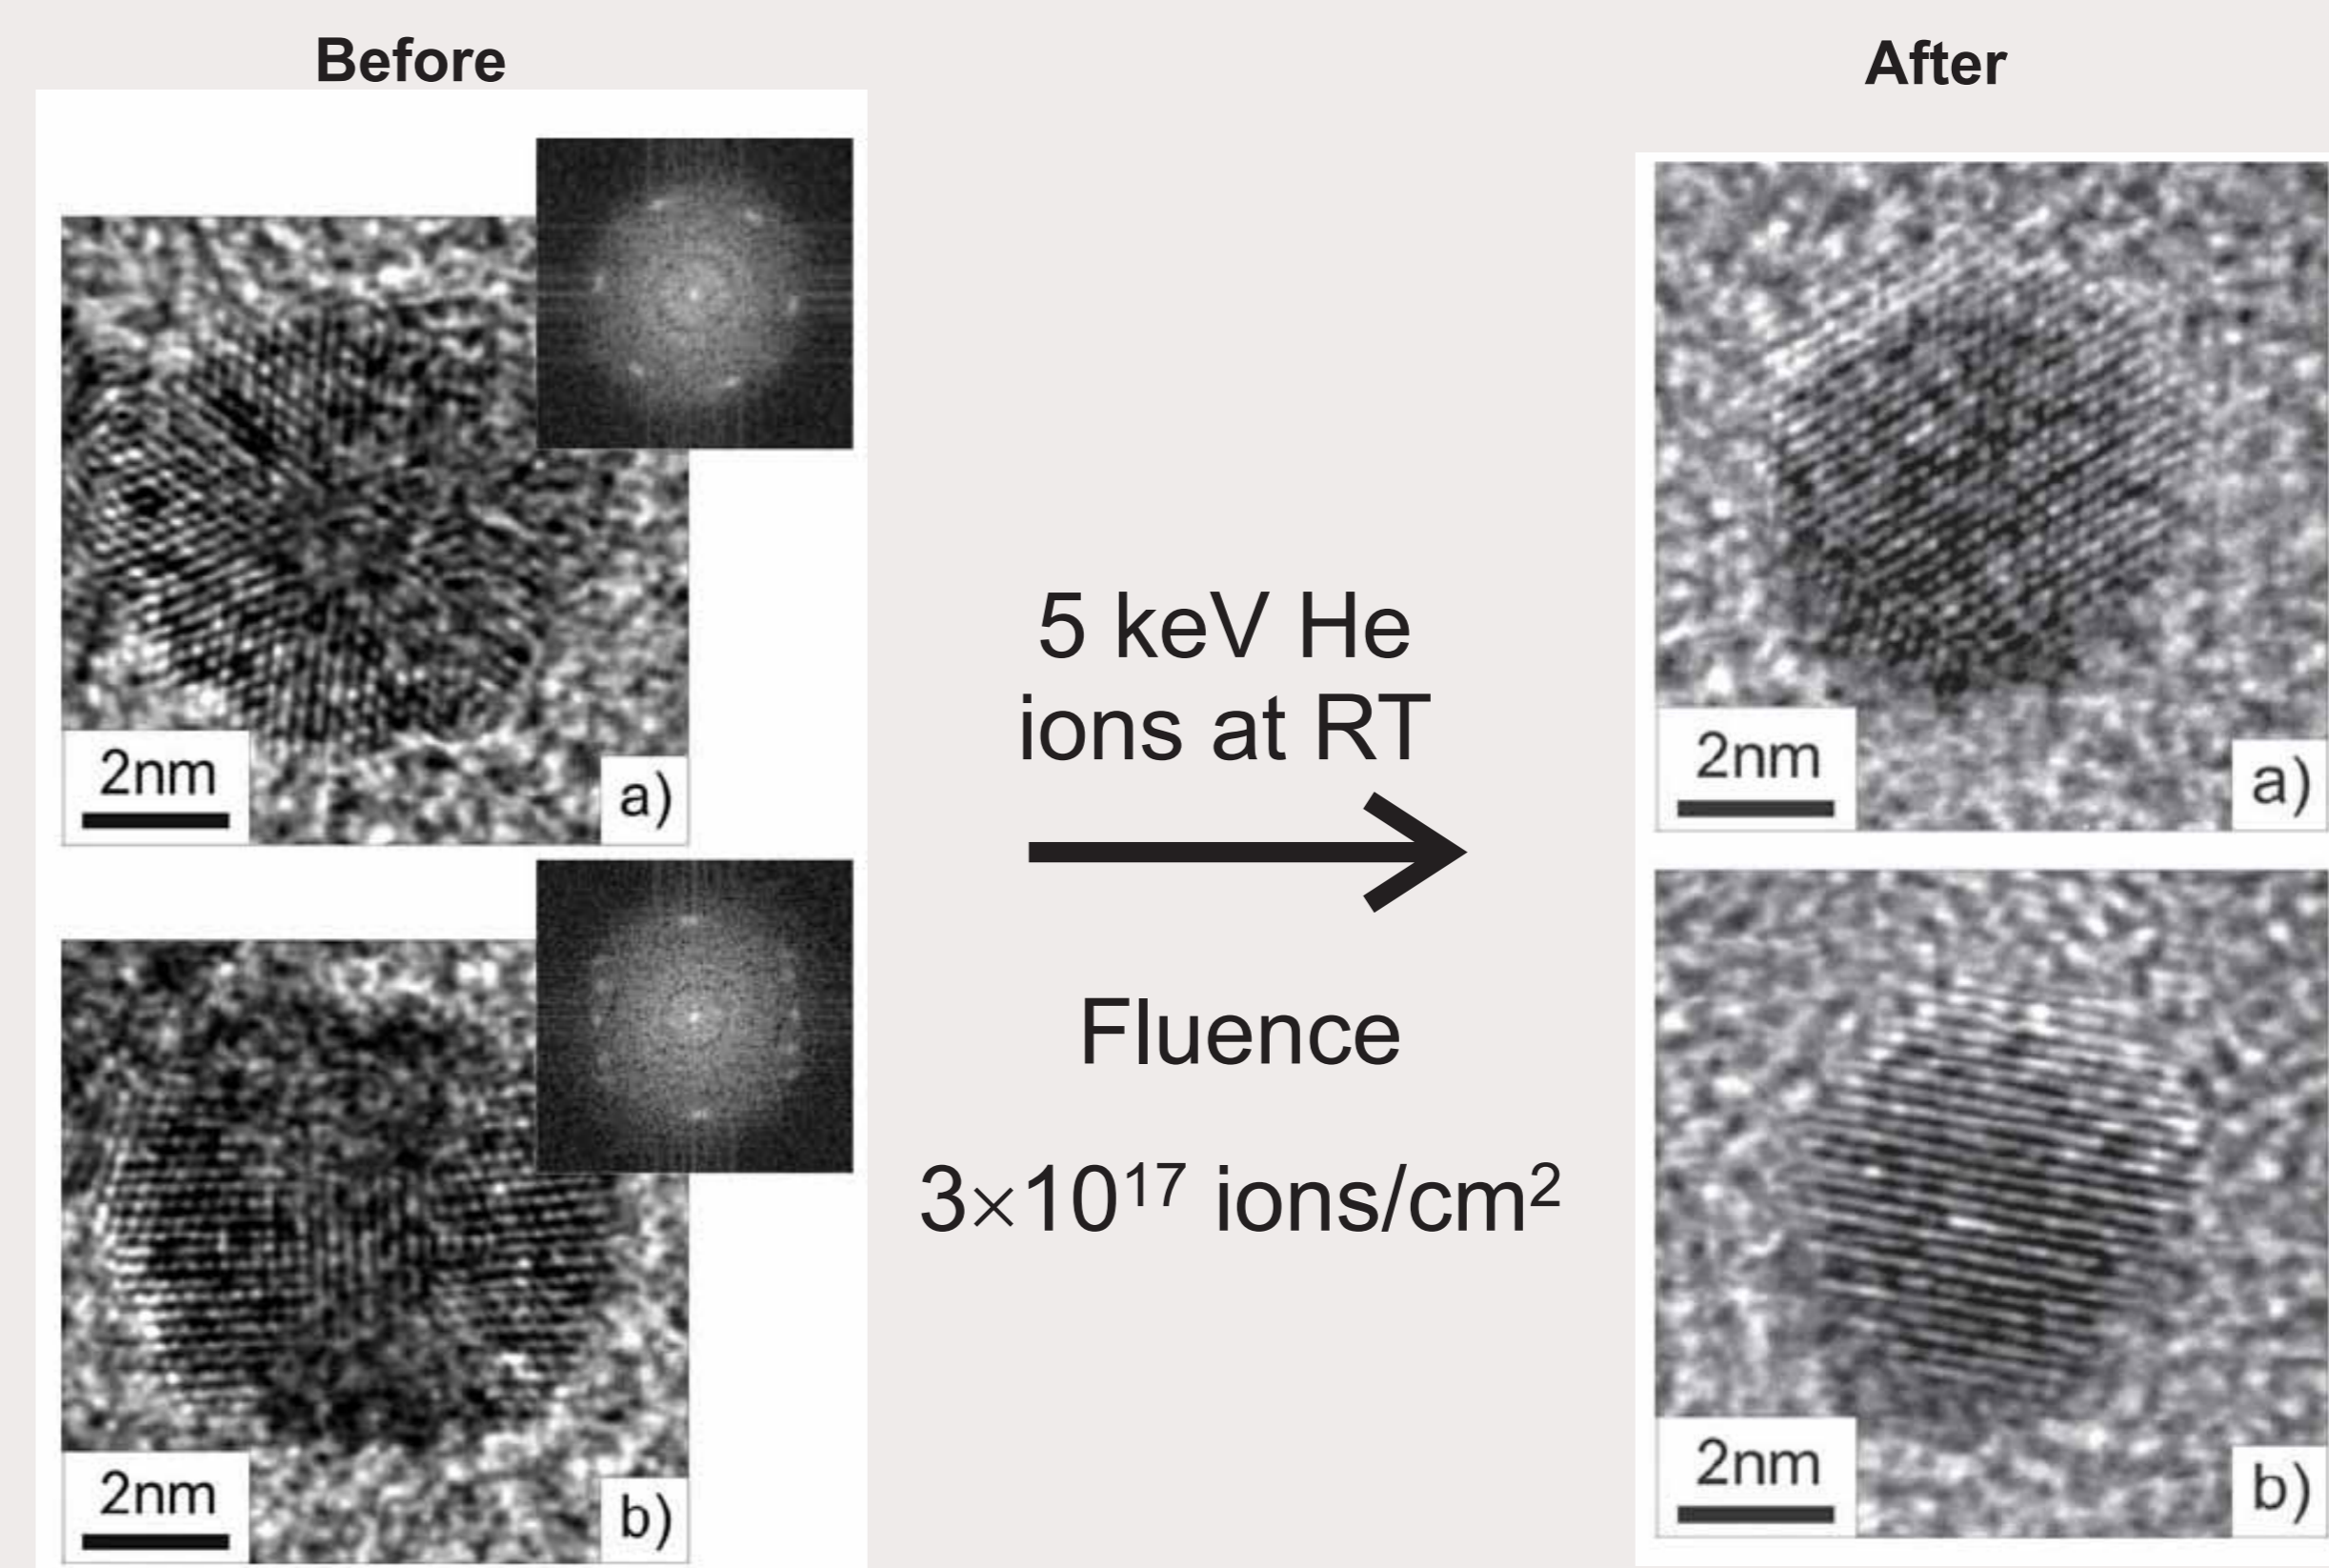 Before
After
2nm
a)
2nm
b)
5 keV He
ions at RT
Fluence
3×10¹⁷ ions/cm²
2nm
a)
2nm
b)